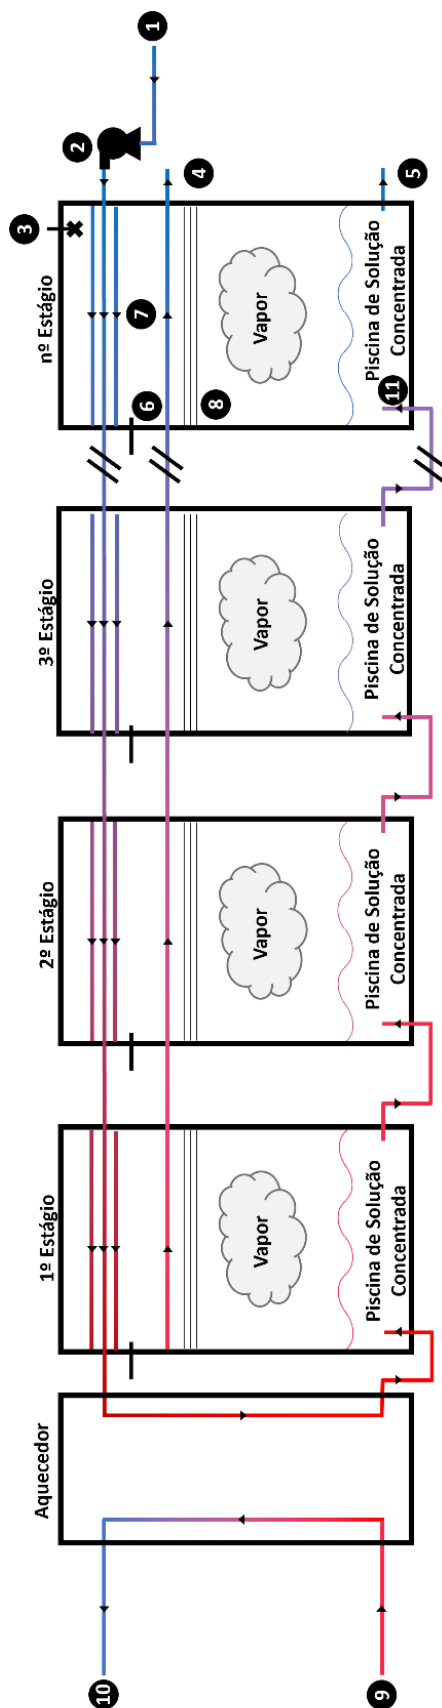 Aquecedor
1º Estágio
2º Estágio
3º Estágio
nº Estágio
3
2
1
7
4
6
8
Vapor
Vapor
Vapor
Vapor
Piscina de Solução
Concentrada
Piscina de Solução
Concentrada
Piscina de Solução
Concentrada
Piscina de Solução
Concentrada
5
11
10
9